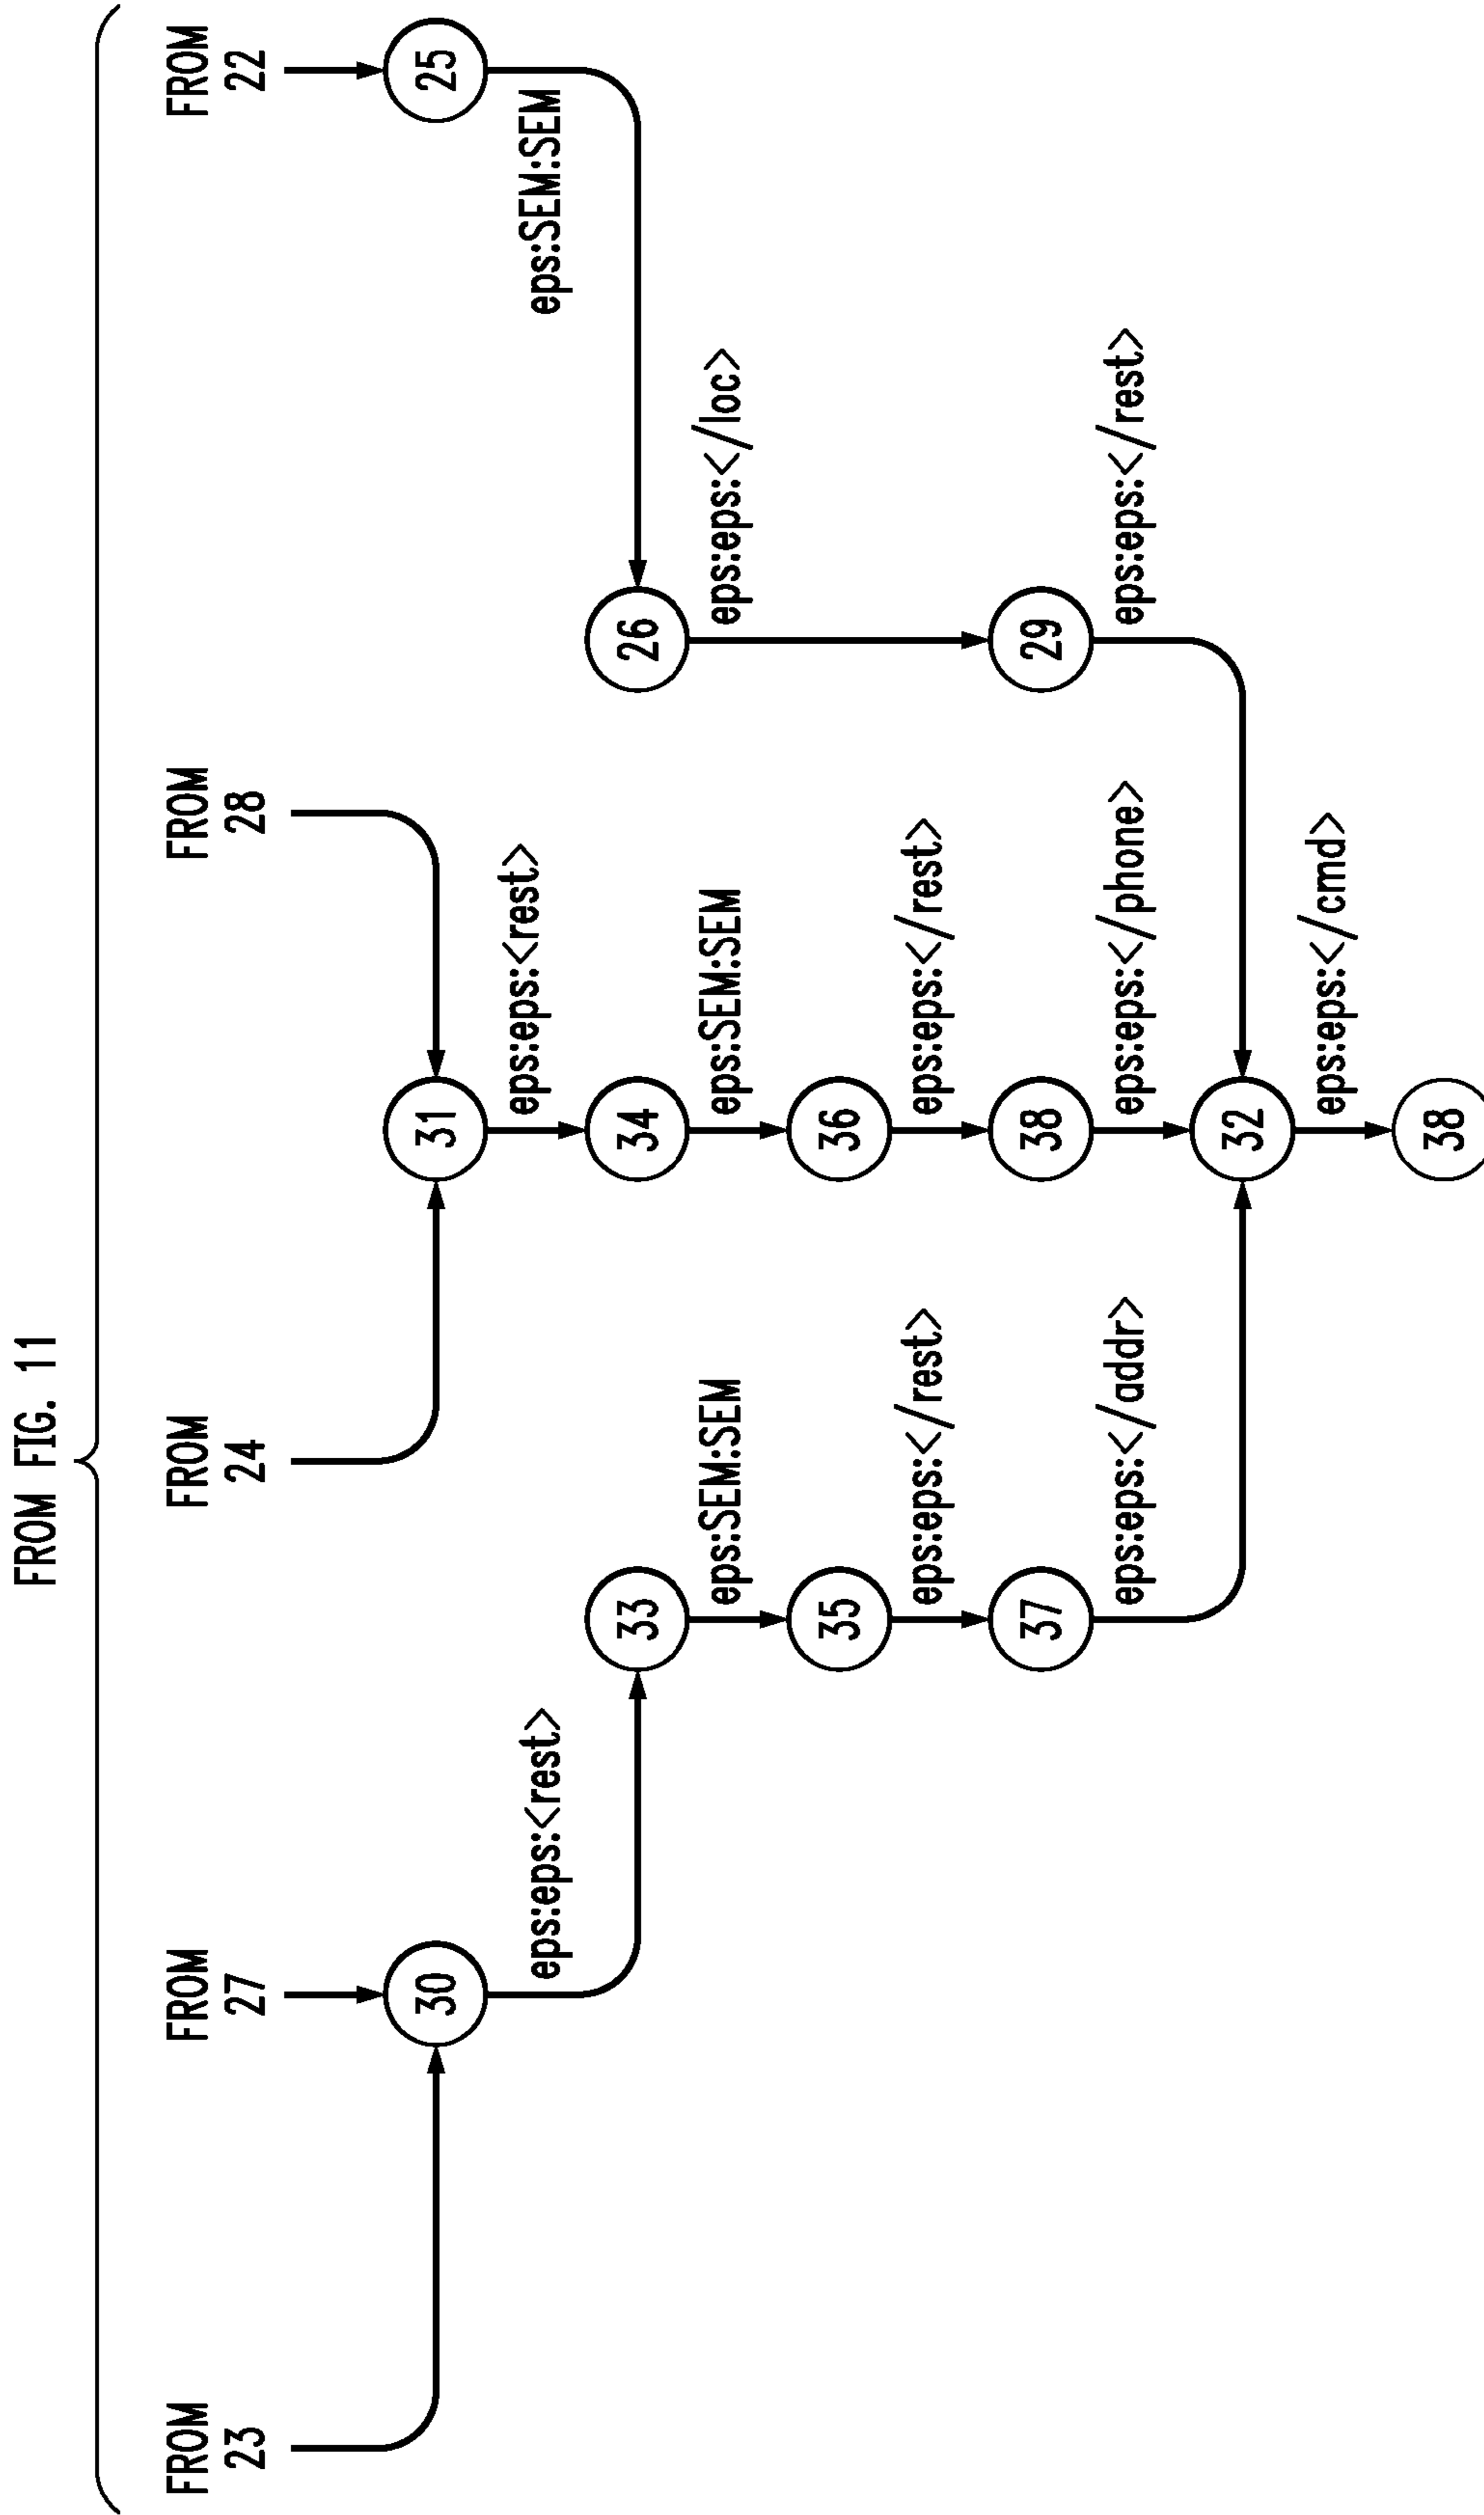 FROM FIG. 11
FROM
23
FROM
27
FROM
24
FROM
28
FROM
22
30
31
25
eps:eps:<rest>
eps:eps:<rest>
eps:SEM:SEM
33
34
26
eps:SEM:SEM
eps:SEM:SEM
eps:eps:</loc>
35
36
eps:eps:</rest>
eps:eps:</rest>
37
38
29
eps:eps:</addr>
eps:eps:</phone>
eps:eps:</rest>
32
eps:eps:</cmd>
38